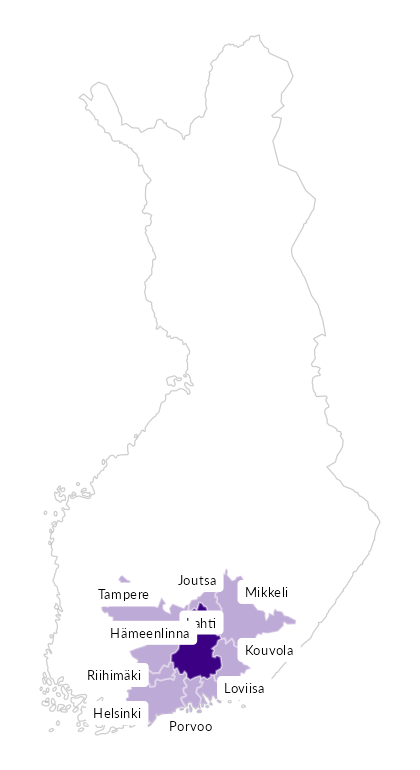 Joutsa
Tampere
Mikkeli
Lahti
Hämeenlinna
Kouvola
Riihimäki
Loviisa
Helsinki
Porvoo